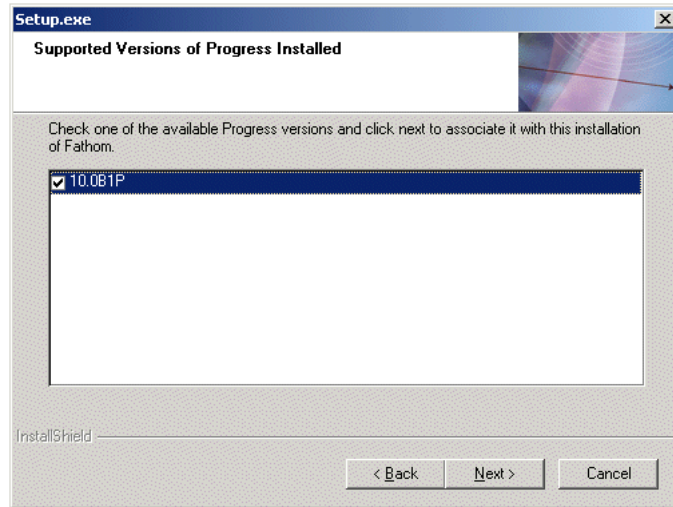 Setup.exe
Supported Versions of Progress Installed
Check one of the available Progress versions and click next to associate it with this installation
of Fathom.
10.0B1P
InstallShield
< Back
Next >
Cancel